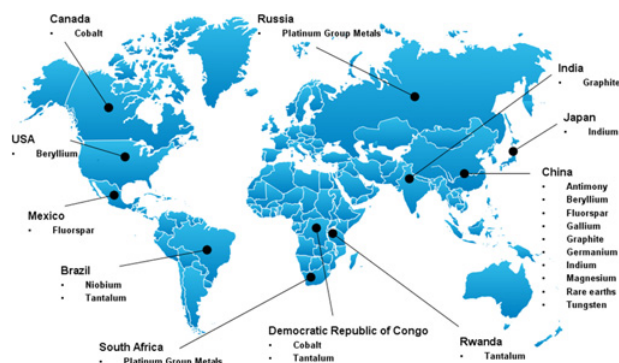 Canada
• Cobalt
Russia
• Platinum Group Metals
India
• Graphite
USA
• Beryllium
Japan
• Indium
Mexico
• Fluorspar
China
• Antimony
• Beryllium
• Fluorspar
• Gallium
• Graphite
• Germanium
• Indium
• Magnesium
• Rare earths
• Tungsten
Brazil
• Niobium
• Tantalum
South Africa
• Platinum Group Metals
Democratic Republic of Congo
• Cobalt
• Tantalum
Rwanda
• Tantalum